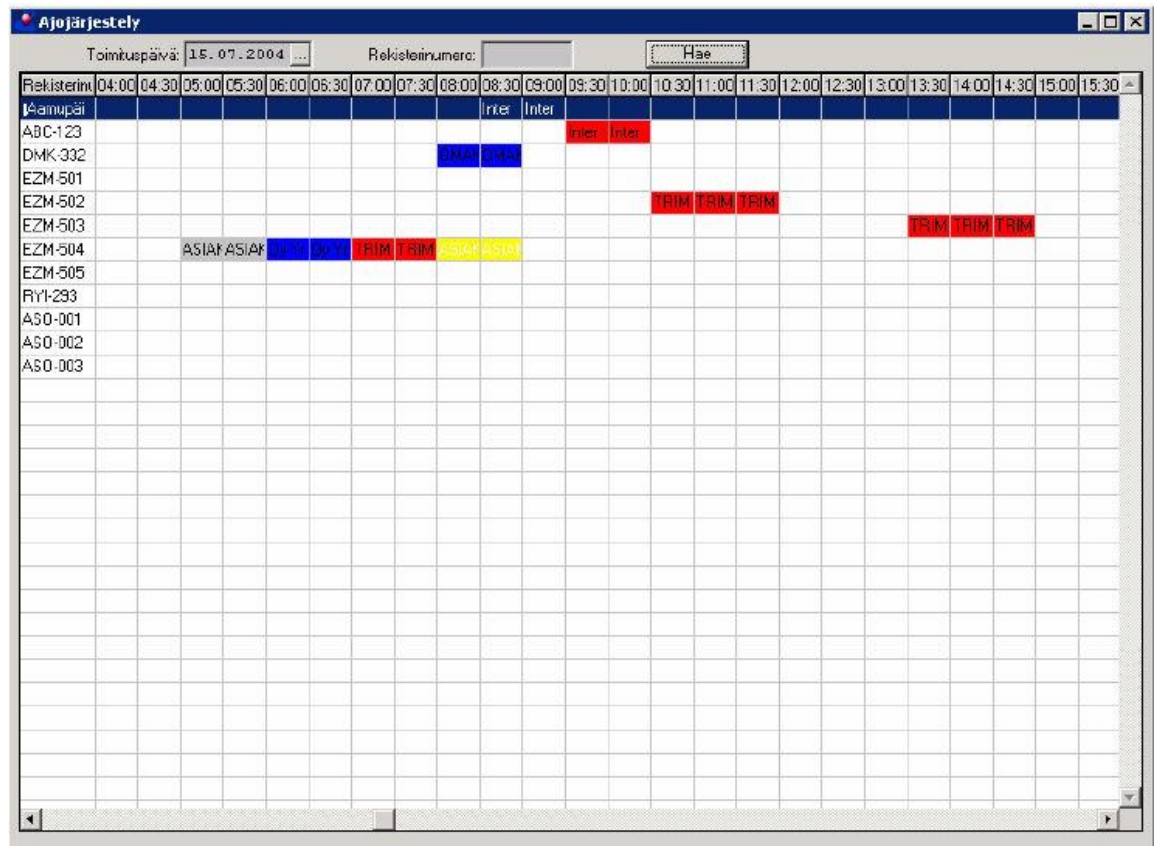 Ajojärjestely
Toimituspäivä: 15.07.2004 ... Rekisterinumero: Hae
Rekisterinu 04:00 04:30 05:00 05:30 06:00 06:30 07:00 07:30 08:00 08:30 09:00 09:30 10:00 10:30 11:00 11:30 12:00 12:30 13:00 13:30 14:00 14:30 15:00 15:30
Aamupäi Inter Inter
ABC-123 Inter Inter
DMK-332
EZM-501
EZM-502 TRIM TRIM TRIM
EZM-503 TRIM TRIM TRIM
EZM-504 TRIM TRIM
EZM-505
RYI-293
ASO-001
ASO-002
ASO-003